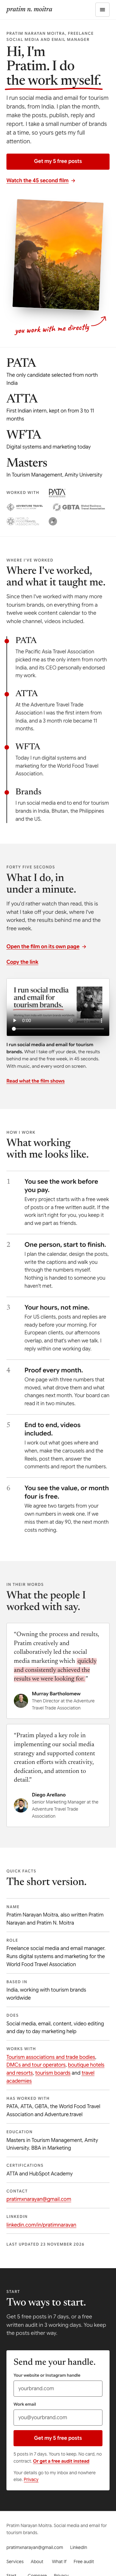 pratim n. moitra
PRATIM NARAYAN MOITRA, FREELANCE
SOCIAL MEDIA AND EMAIL MANAGER
Hi, I'm
Pratim. I do
the work myself.
I run social media and email for tourism
brands, from India. I plan the month,
make the posts, publish, reply and
report. I take a small number of brands
at a time, so yours gets my full
attention.
Get my 5 free posts
Watch the 45 second film →
you work with me directly
PATA
The only candidate selected from north
India
ATTA
First Indian intern, kept on from 3 to 11
months
WFTA
Digital systems and marketing today
Masters
in Tourism Management, Amity University
WORKED WITH
PATA
GBTA
WHERE I'VE WORKED
Where I've worked,
and what it taught me.
Since then I've worked with more
tourism brands, on everything from a
twelve week content calendar to the
whole channel, videos included.
PATA
The Pacific Asia Travel Association
picked me as the only intern from north
India, and its CEO personally endorsed
my work.
ATTA
At the Adventure Travel Trade
Association I was the first intern from
India, and a 3 month role became 11
months.
WFTA
Today I run digital systems and
marketing for the World Food Travel
Association.
Brands
I run social media end to end for tourism
brands in India, Bhutan, the Philippines
and the US.
FORTY FIVE SECONDS
What I do, in
under a minute.
If you'd rather watch than read, this is
what I take off your desk, where I've
worked, the results and where to find the
free week.
Open the film on its own page →
Copy the link
I run social media
and email for
tourism brands.
0:00
I run social media and email for tourism
brands. What I take off your desk, the results
behind me and the free week, in 45 seconds.
With music, and every word on screen.
Read what the film shows
HOW I WORK
What working
with me looks like.
1
You see the work before
you pay.
Every project starts with a free week
of posts or a free written audit. If the
work isn't right for you, you keep it
and we part as friends.
2
One person, start to finish.
I plan the calendar, design the posts,
write the captions and walk you
through the numbers myself.
Nothing is handed to someone you
haven't met.
3
Your hours, not mine.
For US clients, posts and replies are
ready before your morning. For
European clients, our afternoons
overlap, so that's when we talk. I
reply within one working day.
4
Proof every month.
One page with three numbers that
moved, what drove them and what
changes next month. Your board can
read it in two minutes.
5
End to end, videos
included.
I work out what goes where and
when, make the carousels and the
Reels, post them, answer the
comments and report the numbers.
6
You see the value, or month
four is free.
We agree two targets from your
own numbers in week one. If we
miss them at day 90, the next month
costs nothing.
IN THEIR WORDS
What the people I
worked with say.
"Owning the process and results,
Pratim creatively and
collaboratively led the social
media marketing which quickly
and consistently achieved the
results we were looking for."
Murray Bartholomew
Then Director at the Adventure
Travel Trade Association
"Pratim played a key role in
implementing our social media
strategy and supported our
content efforts with creativity,
dedication, and attention to
detail."
Diego Arellano
Senior Marketing Manager at the
Adventure Travel Trade
Association
QUICK FACTS
The short version.
NAME
Pratim Narayan Moitra, also written Pratim
Narayan and Pratim N. Moitra
ROLE
Freelance social media and email manager.
Runs digital systems and marketing for the
World Food Travel Association
BASED IN
India, working with tourism brands
worldwide
DOES
Social media, email, content, video editing
and day to day marketing help
WORKS WITH
Tourism associations and trade bodies,
DMCs and tour operators, boutique hotels
and resorts, tourism boards and travel
academies
HAS WORKED WITH
PATA, ATTA, GBTA, the World Food Travel
Association and Adventure.travel
EDUCATION
Masters in Tourism Management, Amity
University. BBA in Marketing
CERTIFICATIONS
ATTA and HubSpot Academy
CONTACT
pratimxnarayan@gmail.com
LINKEDIN
linkedin.com/in/pratimnarayan
START
Two ways to start.
Get 5 free posts in 7 days, or a free
written audit in 3 working days. You keep
the posts either way.
Send me your handle.
Your website or Instagram handle
yourbrand.com
Work email
you@yourbrand.com
Get my 5 free posts
5 posts in 7 days. Yours to keep. No card, no
contract. Or get a free audit instead
Your details go to my inbox and nowhere
else. Privacy
Pratim Narayan Moitra. Social media and email for
tourism brands.
pratimxnarayan@gmail.com LinkedIn
Services About What if Free audit